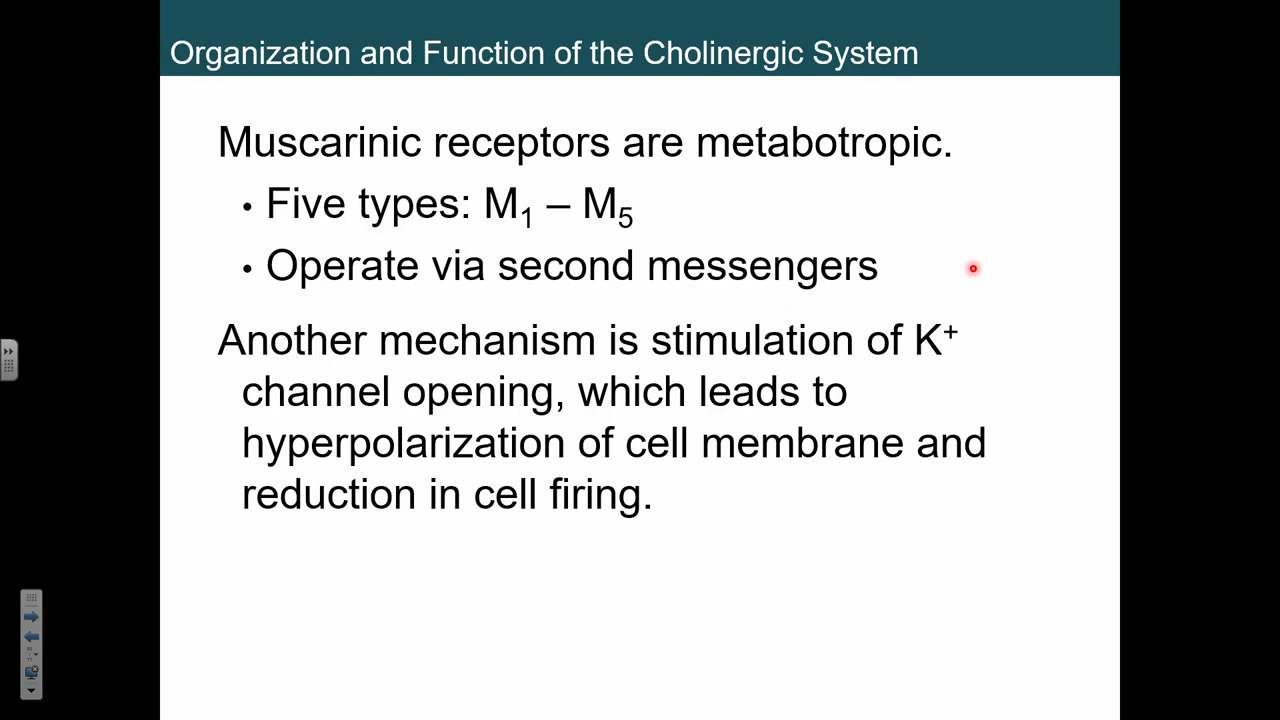 Organization and Function of the Cholinergic System
Muscarinic receptors are metabotropic.
• Five types: M₁ – M₅
• Operate via second messengers
Another mechanism is stimulation of K⁺
channel opening, which leads to
hyperpolarization of cell membrane and
reduction in cell firing.